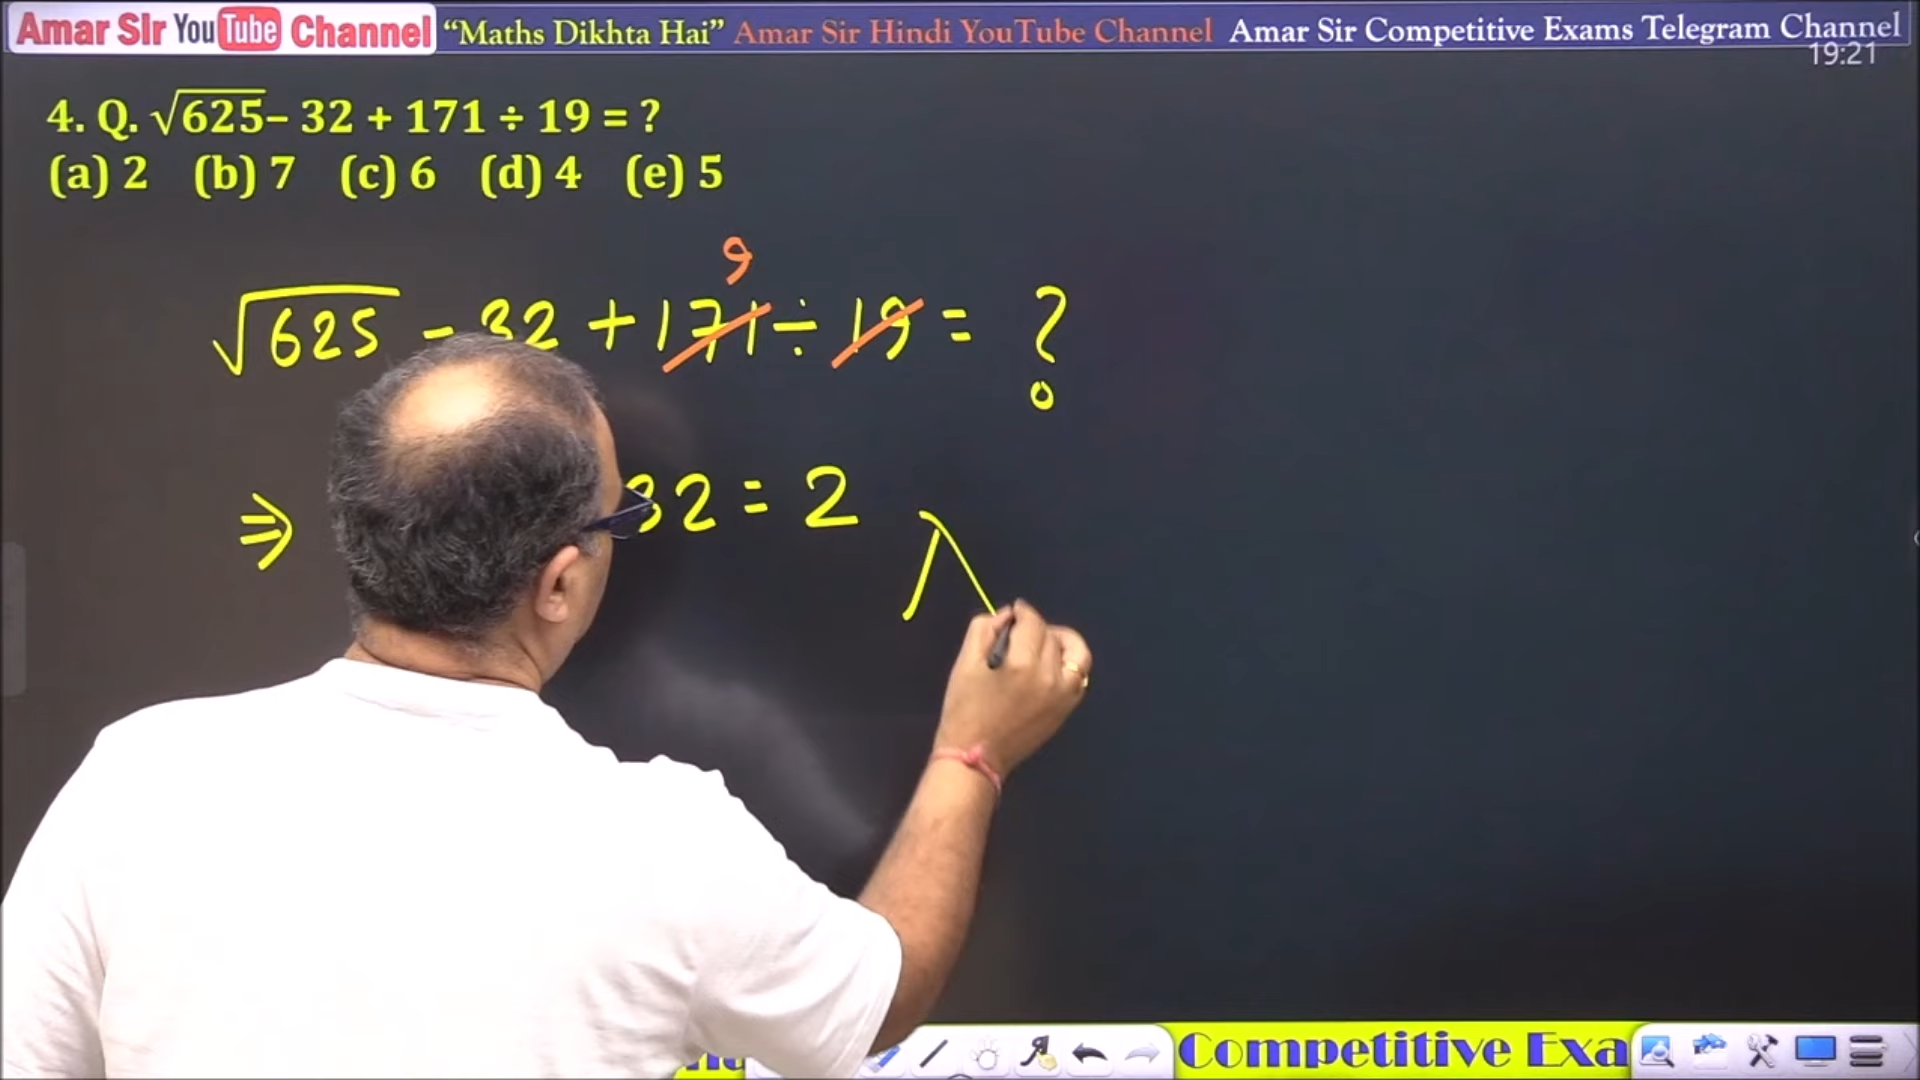 Amar Sir YouTube Channel "Maths Dikhta Hai" Amar Sir Hindi YouTube Channel Amar Sir Competitive Exams Telegram Channel
19:21
4. Q. √625– 32 + 171 ÷ 19 = ?
(a) 2 (b) 7 (c) 6 (d) 4 (e) 5
9
√625 - 32 + 171 ÷ 19 = ?
⇒ 32 = 2
Competitive Exa